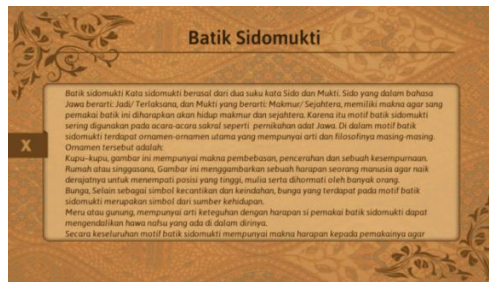 Batik Sidomukti
Batik sidomukti Kata sidomukti berasal dari dua suku kata Sido dan Mukti. Sido yang dalam bahasa
Jawa berarti: Jadi/ Terlaksana, dan Mukti yang berarti: Makmur/ Sejahtera, memiliki makna agar sang
pemakai batik ini diharapkan akan hidup makmur dan sejahtera. Karena itu motif batik sidomukti
sering digunakan pada acara-acara sakral seperti pernikahan adat Jawa. Di dalam motif batik
sidomukti terdapat ornamen-ornamen utama yang mempunyai arti dan filosofinya masing-masing.
Ornamen tersebut adalah:
Kupu-kupu, gambar ini mempunyai makna pembebasan, pencerahan dan sebuah kesempurnaan.
Rumah atau singgasana, Gambar ini menggambarkan sebuah harapan seorang manusia agar naik
derajatnya untuk menempati posisi yang tinggi, mulia serta dihormati oleh banyak orang.
X
Bunga, Selain sebagai simbol kecantikan dan keindahan, bunga yang terdapat pada motif batik
sidomukti merupakan simbol dari sumber kehidupan.
Meru atau gunung, mempunyai arti keteguhan dengan harapan si pemakai batik sidomukti dapat
mengendalikan hawa nafsu yang ada di dalam dirinya.
Secara keseluruhan motif batik sidomukti mempunyai makna harapan kepada pemakainya agar